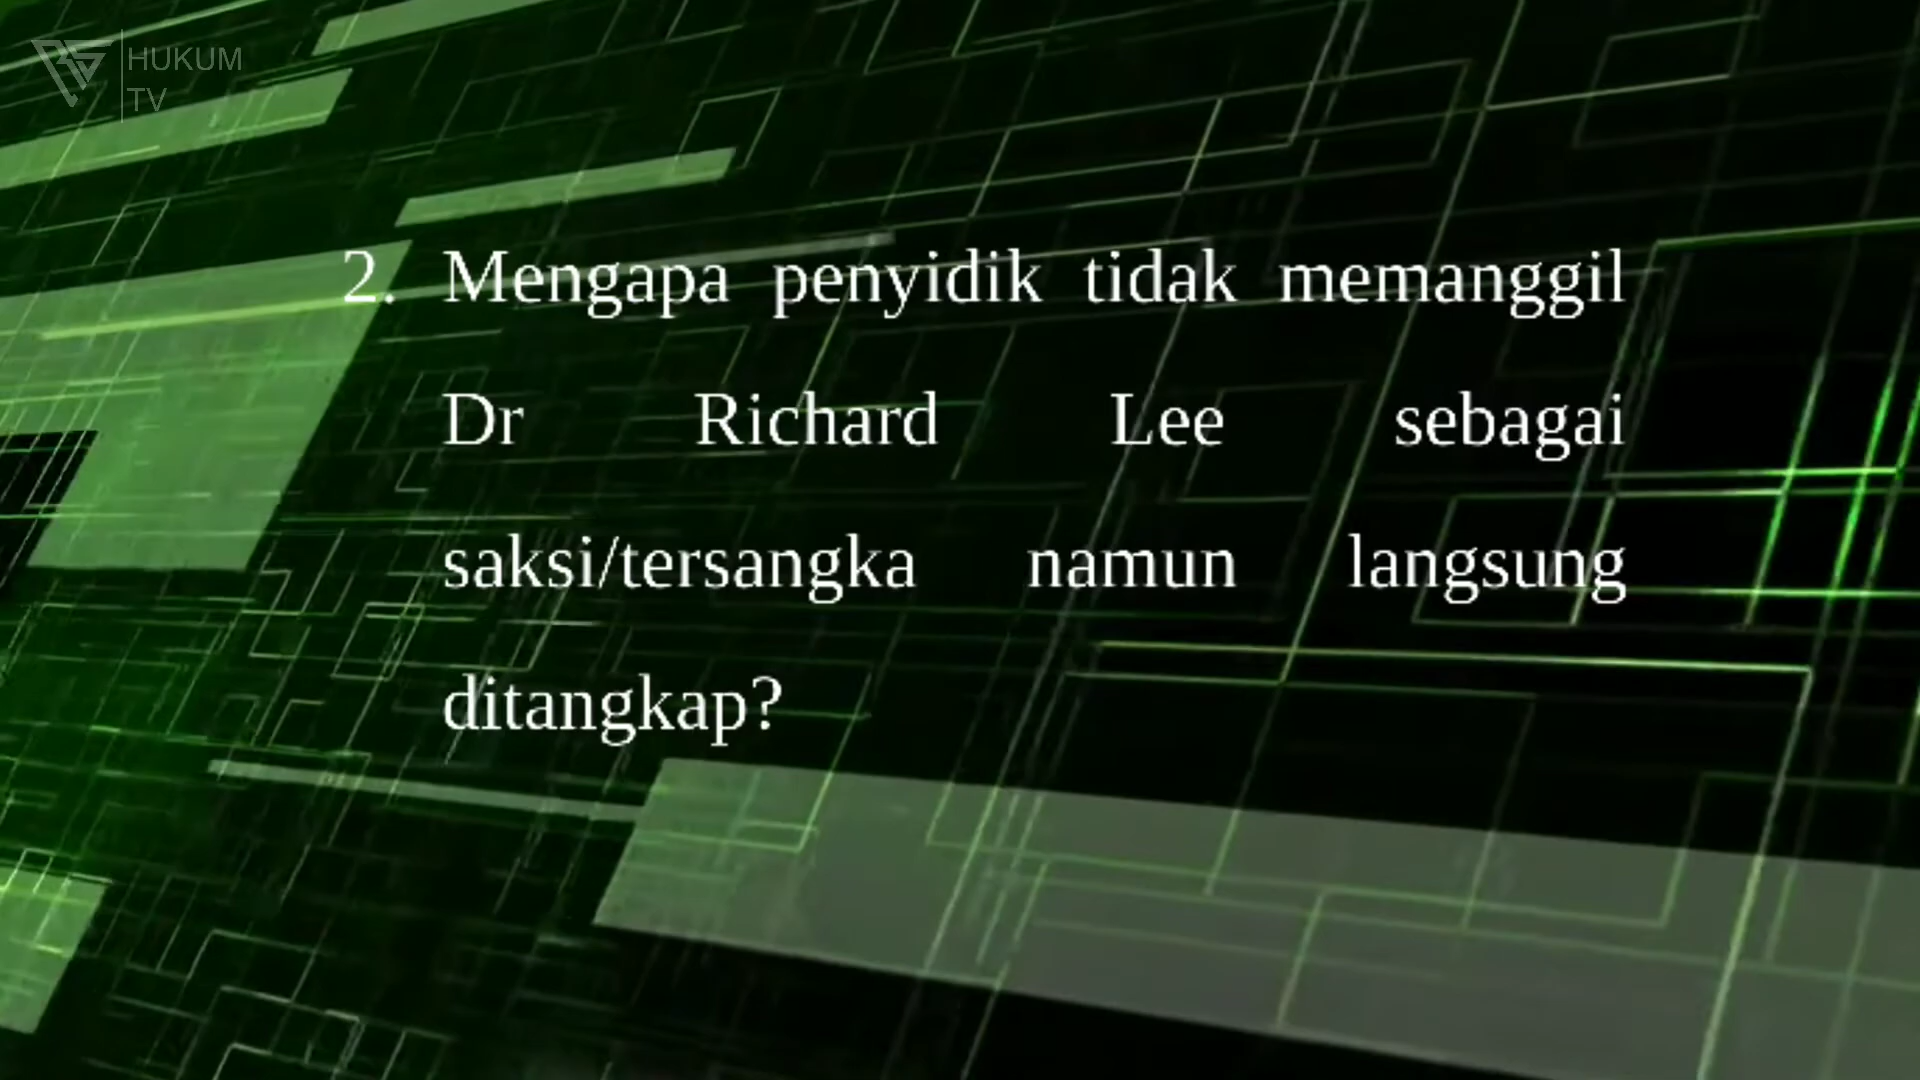 HUKUM
TV
2. Mengapa penyidik tidak memanggil
Dr Richard Lee sebagai
saksi/tersangka namun langsung
ditangkap?